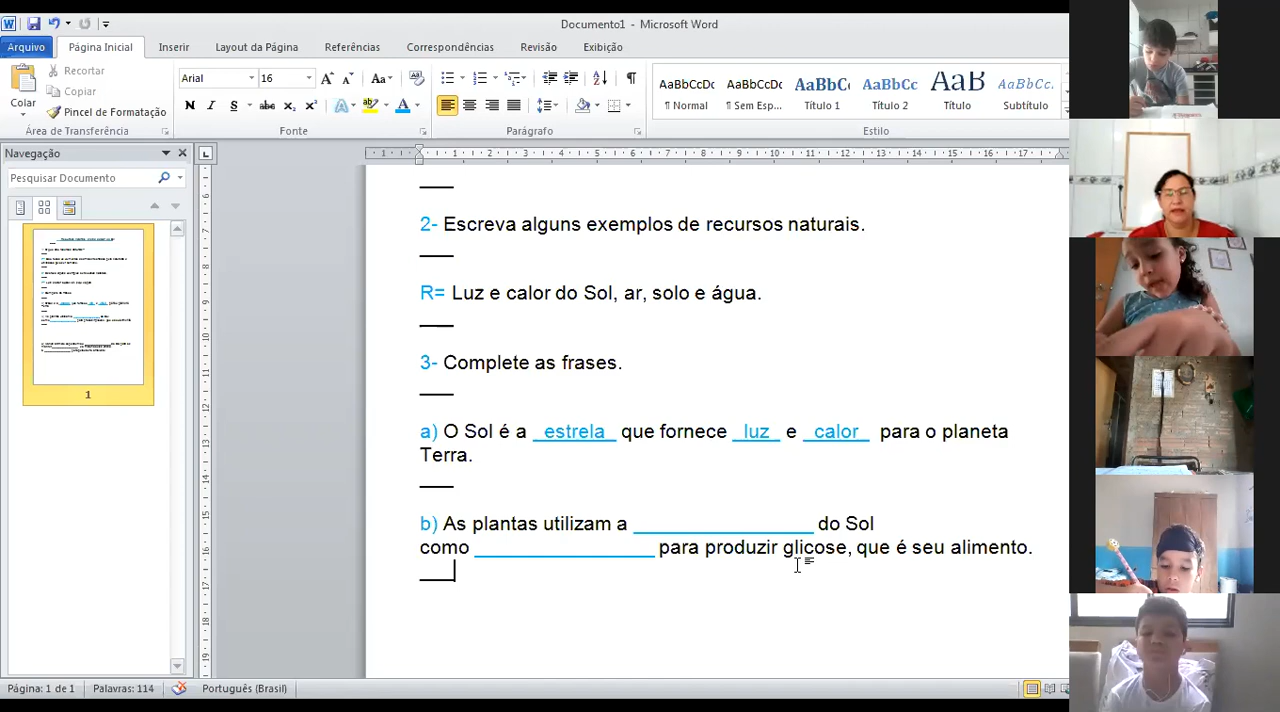 Documento1 - Microsoft Word
Arquivo
Página Inicial
Inserir
Layout da Página
Referências
Correspondências
Revisão
Exibição
Colar
Recortar
Copiar
Pincel de Formatação
Área de Transferência
Arial
16
Fonte
Parágrafo
AaBbCcDc
¶ Normal
AaBbCcDc
¶ Sem Esp...
AaBbC
Título 1
AaBbCc
Título 2
AaB
Título
AaBbCc.
Subtítulo
Estilo
Navegação
Pesquisar Documento
1
2- Escreva alguns exemplos de recursos naturais.
R= Luz e calor do Sol, ar, solo e água.
3- Complete as frases.
a) O Sol é a estrela que fornece luz e calor para o planeta
Terra.
b) As plantas utilizam a _______________ do Sol
como _______________ para produzir glicose, que é seu alimento.
Página: 1 de 1
Palavras: 114
Português (Brasil)